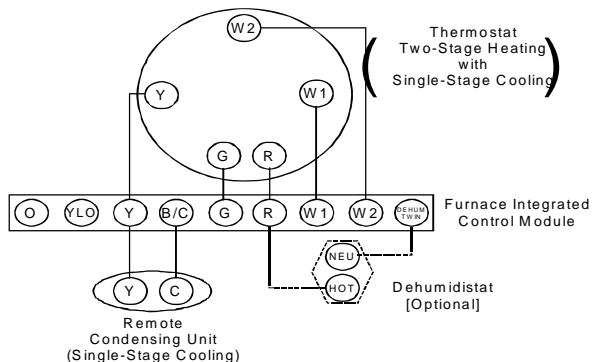 W2
Thermostat
Two-Stage Heating
with
Single-Stage Cooling
Y
W1
G
R
O
YLO
Y
B/C
G
R
W1
W2
DEHUM
TWIN
Furnace Integrated
Control Module
NEU
HOT
Dehumidistat
[Optional]
Y
C
Remote
Condensing Unit
(Single-Stage Cooling)